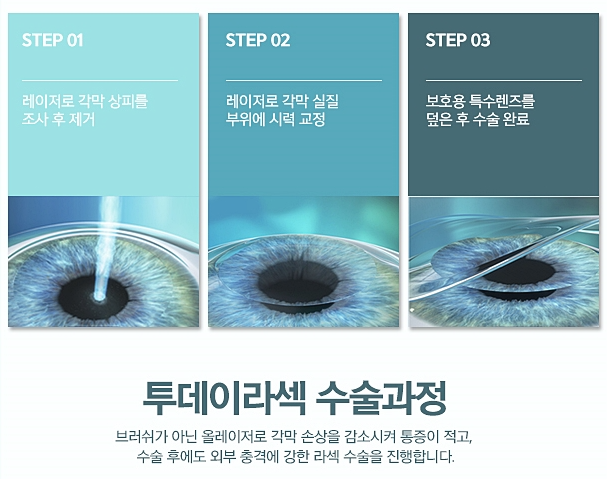 STEP 01
레이저로 각막 상피를
조사 후 제거
STEP 02
레이저로 각막 실질
부위에 시력 교정
STEP 03
보호용 특수렌즈를
덮은 후 수술 완료
투데이라섹 수술과정
브러쉬가 아닌 올레이저로 각막 손상을 감소시켜 통증이 적고,
수술 후에도 외부 충격에 강한 라섹 수술을 진행합니다.